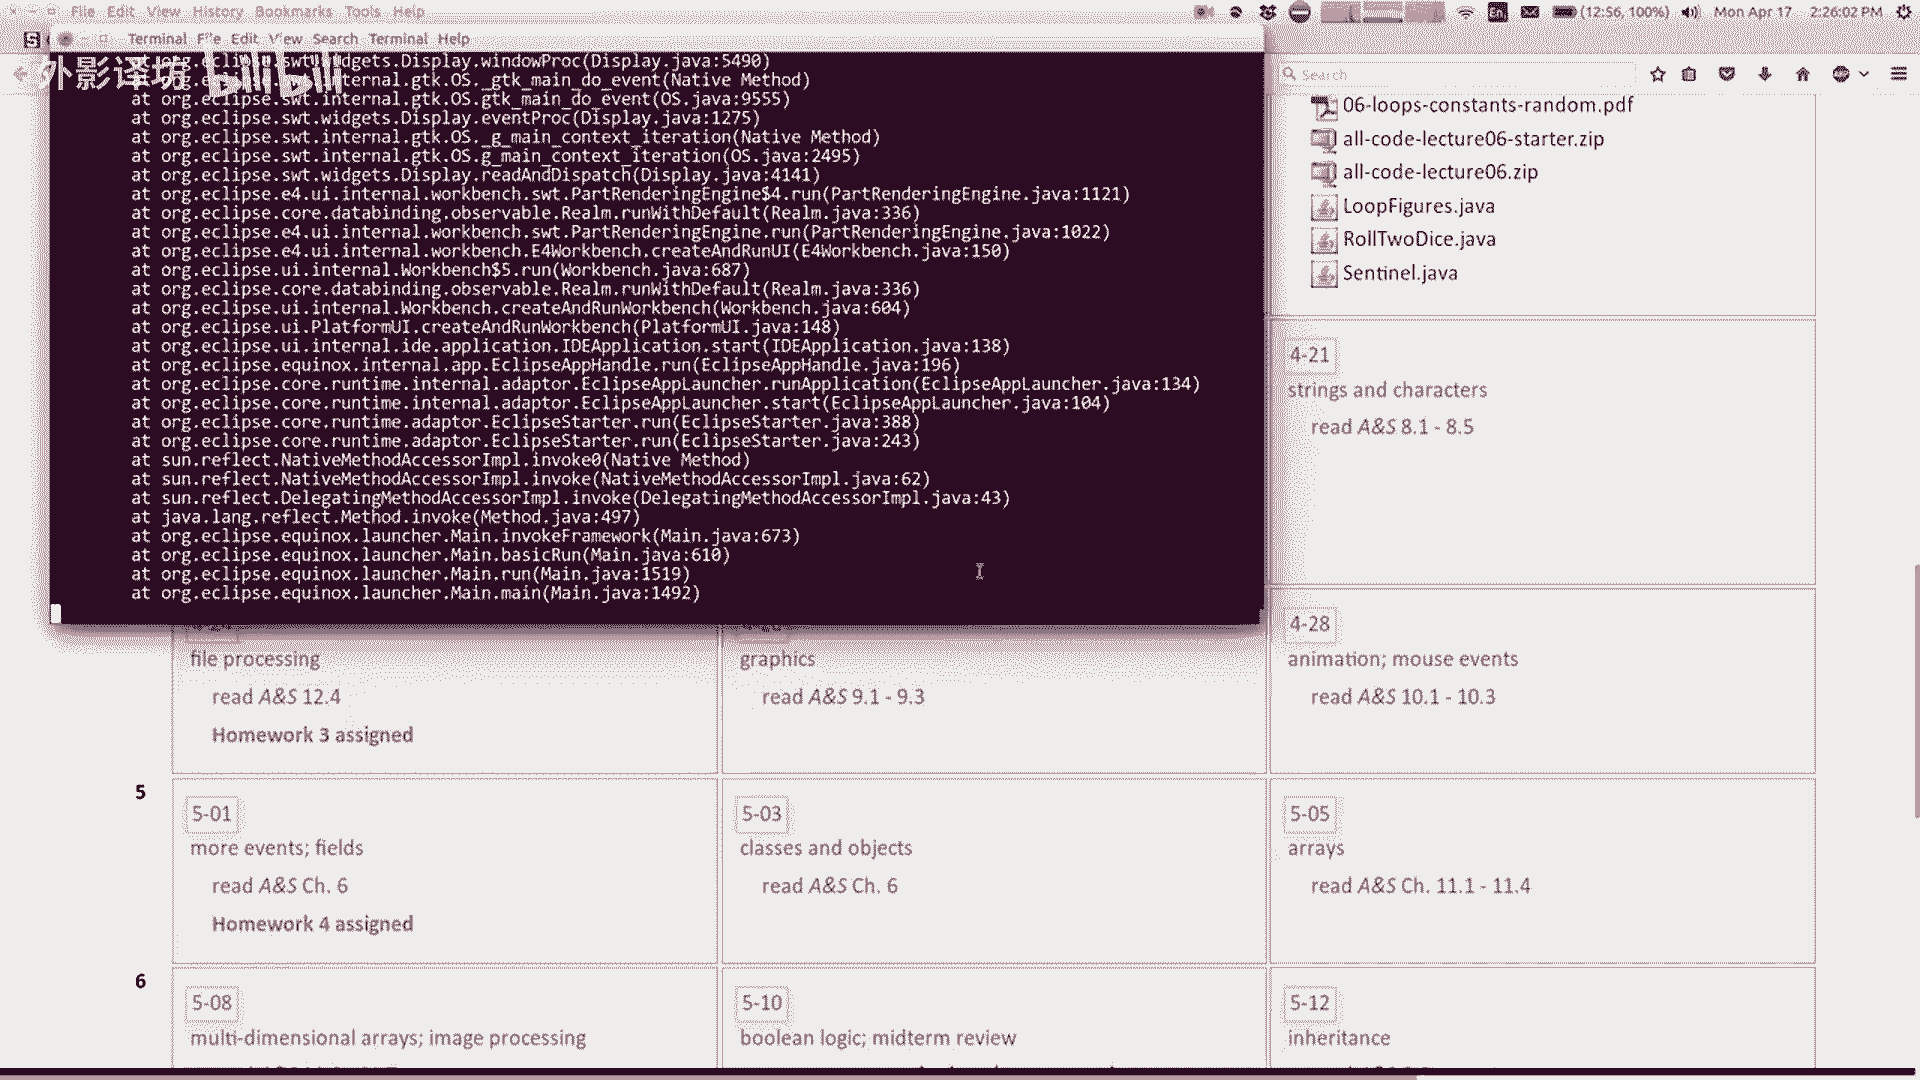 File Edit View History Bookmarks Tools Help
En
(12:56, 100%)
Mon Apr 17 2:26:02 PM
Terminal File Edit View Search Terminal Help
外影译坊 bilibili
at org.eclipse.swt.widgets.Display.windowProc(Display.java:5490)
at org.eclipse.swt.internal.gtk.OS._gtk_main_do_event(Native Method)
at org.eclipse.swt.internal.gtk.OS.gtk_main_do_event(OS.java:9555)
at org.eclipse.swt.widgets.Display.eventProc(Display.java:1275)
at org.eclipse.swt.internal.gtk.OS._g_main_context_iteration(Native Method)
at org.eclipse.swt.internal.gtk.OS.g_main_context_iteration(OS.java:2495)
at org.eclipse.swt.widgets.Display.readAndDispatch(Display.java:4141)
at org.eclipse.e4.ui.internal.workbench.swt.PartRenderingEngine$4.run(PartRenderingEngine.java:1121)
at org.eclipse.core.databinding.observable.Realm.runWithDefault(Realm.java:336)
at org.eclipse.e4.ui.internal.workbench.swt.PartRenderingEngine.run(PartRenderingEngine.java:1022)
at org.eclipse.e4.ui.internal.workbench.E4Workbench.createAndRunUI(E4Workbench.java:150)
at org.eclipse.ui.internal.Workbench$5.run(Workbench.java:687)
at org.eclipse.core.databinding.observable.Realm.runWithDefault(Realm.java:336)
at org.eclipse.ui.internal.Workbench.createAndRunWorkbench(Workbench.java:604)
at org.eclipse.ui.PlatformUI.createAndRunWorkbench(PlatformUI.java:148)
at org.eclipse.ui.internal.ide.application.IDEApplication.start(IDEApplication.java:138)
at org.eclipse.equinox.internal.app.EclipseAppHandle.run(EclipseAppHandle.java:196)
at org.eclipse.core.runtime.internal.adaptor.EclipseAppLauncher.runApplication(EclipseAppLauncher.java:134)
at org.eclipse.core.runtime.internal.adaptor.EclipseAppLauncher.start(EclipseAppLauncher.java:104)
at org.eclipse.core.runtime.adaptor.EclipseStarter.run(EclipseStarter.java:388)
at org.eclipse.core.runtime.adaptor.EclipseStarter.run(EclipseStarter.java:243)
at sun.reflect.NativeMethodAccessorImpl.invoke0(Native Method)
at sun.reflect.NativeMethodAccessorImpl.invoke(NativeMethodAccessorImpl.java:62)
at sun.reflect.DelegatingMethodAccessorImpl.invoke(DelegatingMethodAccessorImpl.java:43)
at java.lang.reflect.Method.invoke(Method.java:497)
at org.eclipse.equinox.launcher.Main.invokeFramework(Main.java:673)
at org.eclipse.equinox.launcher.Main.basicRun(Main.java:610)
at org.eclipse.equinox.launcher.Main.run(Main.java:1519)
at org.eclipse.equinox.launcher.Main.main(Main.java:1492)
Search
06-loops-constants-random.pdf
all-code-lecture06-starter.zip
all-code-lecture06.zip
LoopFigures.java
RollTwoDice.java
Sentinel.java
4-21
strings and characters
read A&S 8.1 - 8.5
file processing
read A&S 12.4
Homework 3 assigned
graphics
read A&S 9.1 - 9.3
4-28
animation; mouse events
read A&S 10.1 - 10.3
5
5-01
more events; fields
read A&S Ch. 6
Homework 4 assigned
5-03
classes and objects
read A&S Ch. 6
5-05
arrays
read A&S Ch. 11.1 - 11.4
6
5-08
multi-dimensional arrays; image processing
5-10
boolean logic; midterm review
5-12
inheritance